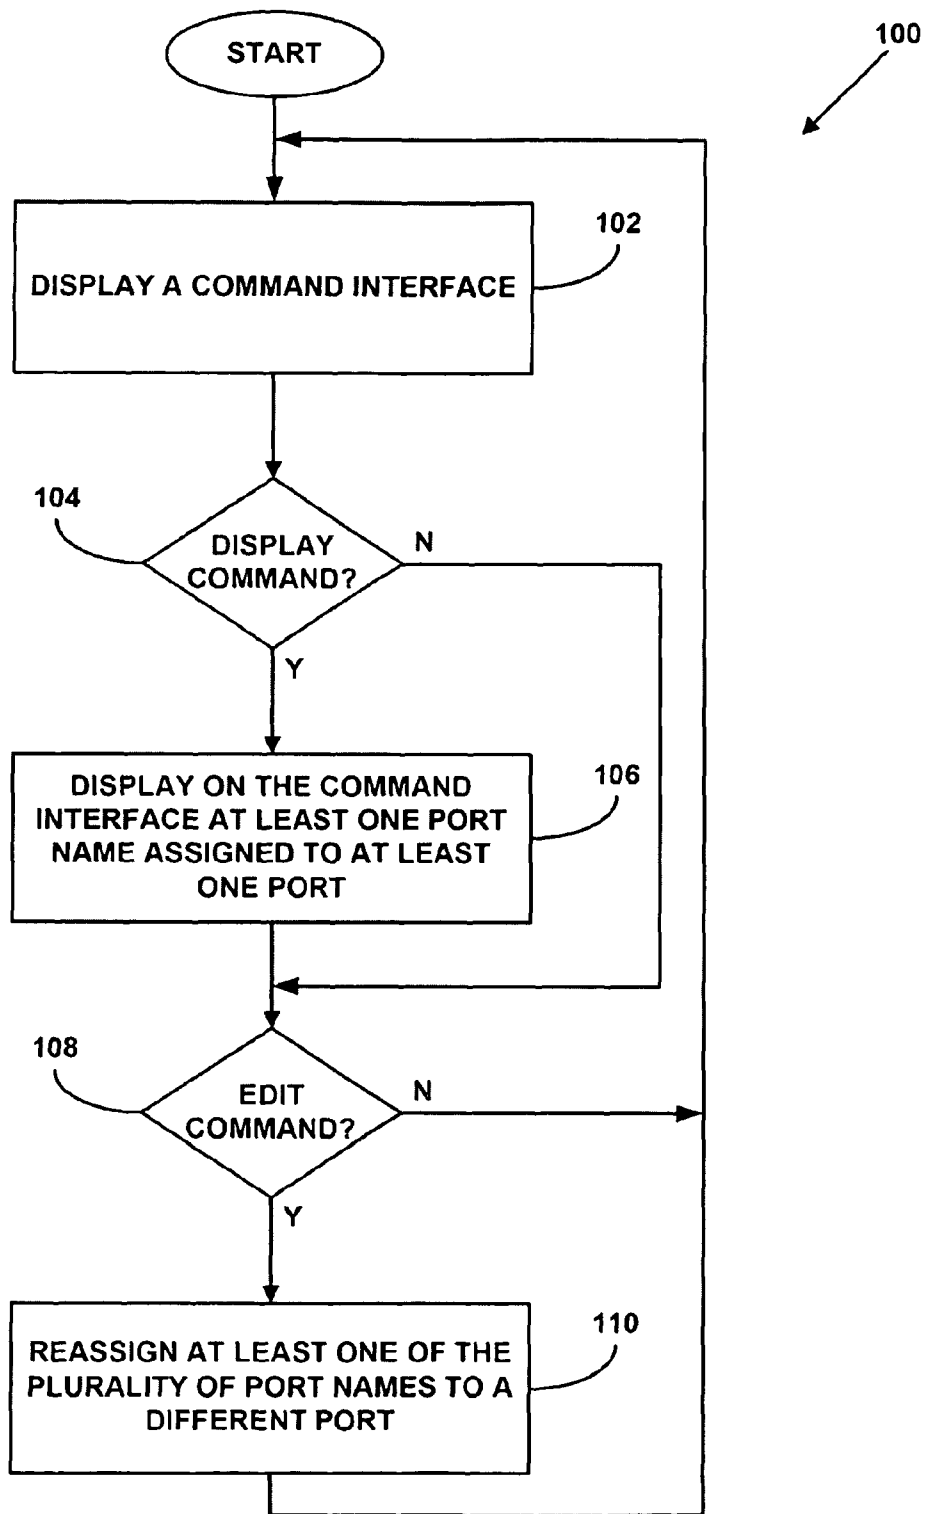 START
100
102
DISPLAY A COMMAND INTERFACE
104
DISPLAY
COMMAND?
N
Y
106
DISPLAY ON THE COMMAND
INTERFACE AT LEAST ONE PORT
NAME ASSIGNED TO AT LEAST
ONE PORT
108
EDIT
COMMAND?
N
Y
110
REASSIGN AT LEAST ONE OF THE
PLURALITY OF PORT NAMES TO A
DIFFERENT PORT